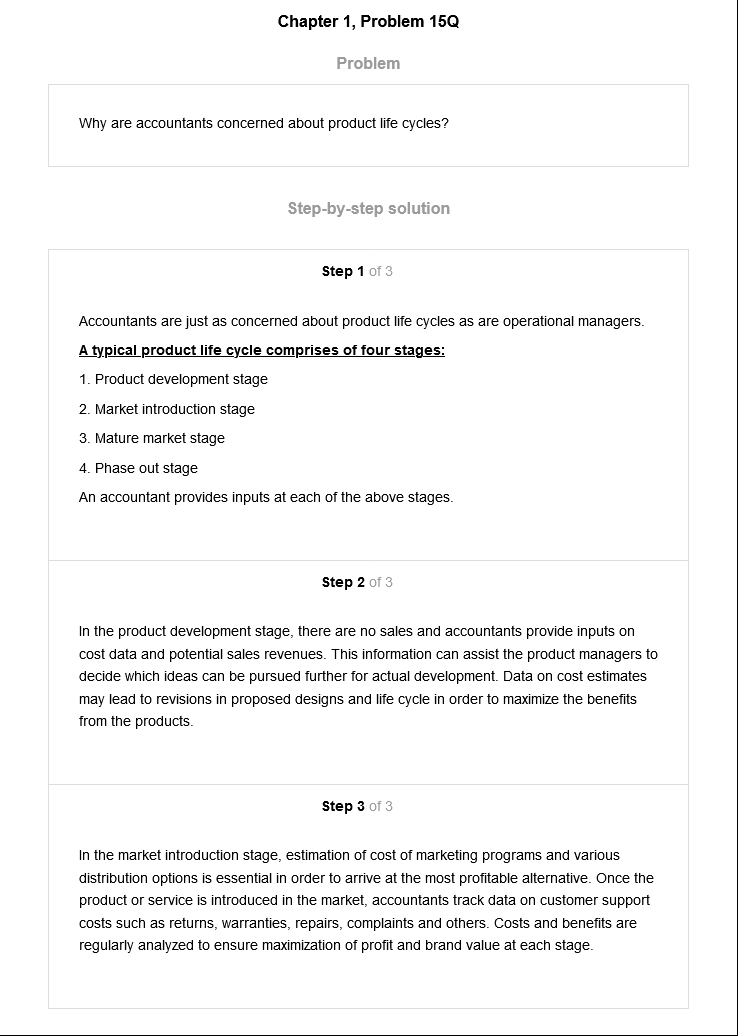 Chapter 1, Problem 15Q
Problem
Why are accountants concerned about product life cycles?
Step-by-step solution
Step 1 of 3
Accountants are just as concerned about product life cycles as are operational managers.
A typical product life cycle comprises of four stages:
1. Product development stage
2. Market introduction stage
3. Mature market stage
4. Phase out stage
An accountant provides inputs at each of the above stages.
Step 2 of 3
In the product development stage, there are no sales and accountants provide inputs on
cost data and potential sales revenues. This information can assist the product managers to
decide which ideas can be pursued further for actual development. Data on cost estimates
may lead to revisions in proposed designs and life cycle in order to maximize the benefits
from the products.
Step 3 of 3
In the market introduction stage, estimation of cost of marketing programs and various
distribution options is essential in order to arrive at the most profitable alternative. Once the
product or service is introduced in the market, accountants track data on customer support
costs such as returns, warranties, repairs, complaints and others. Costs and benefits are
regularly analyzed to ensure maximization of profit and brand value at each stage.